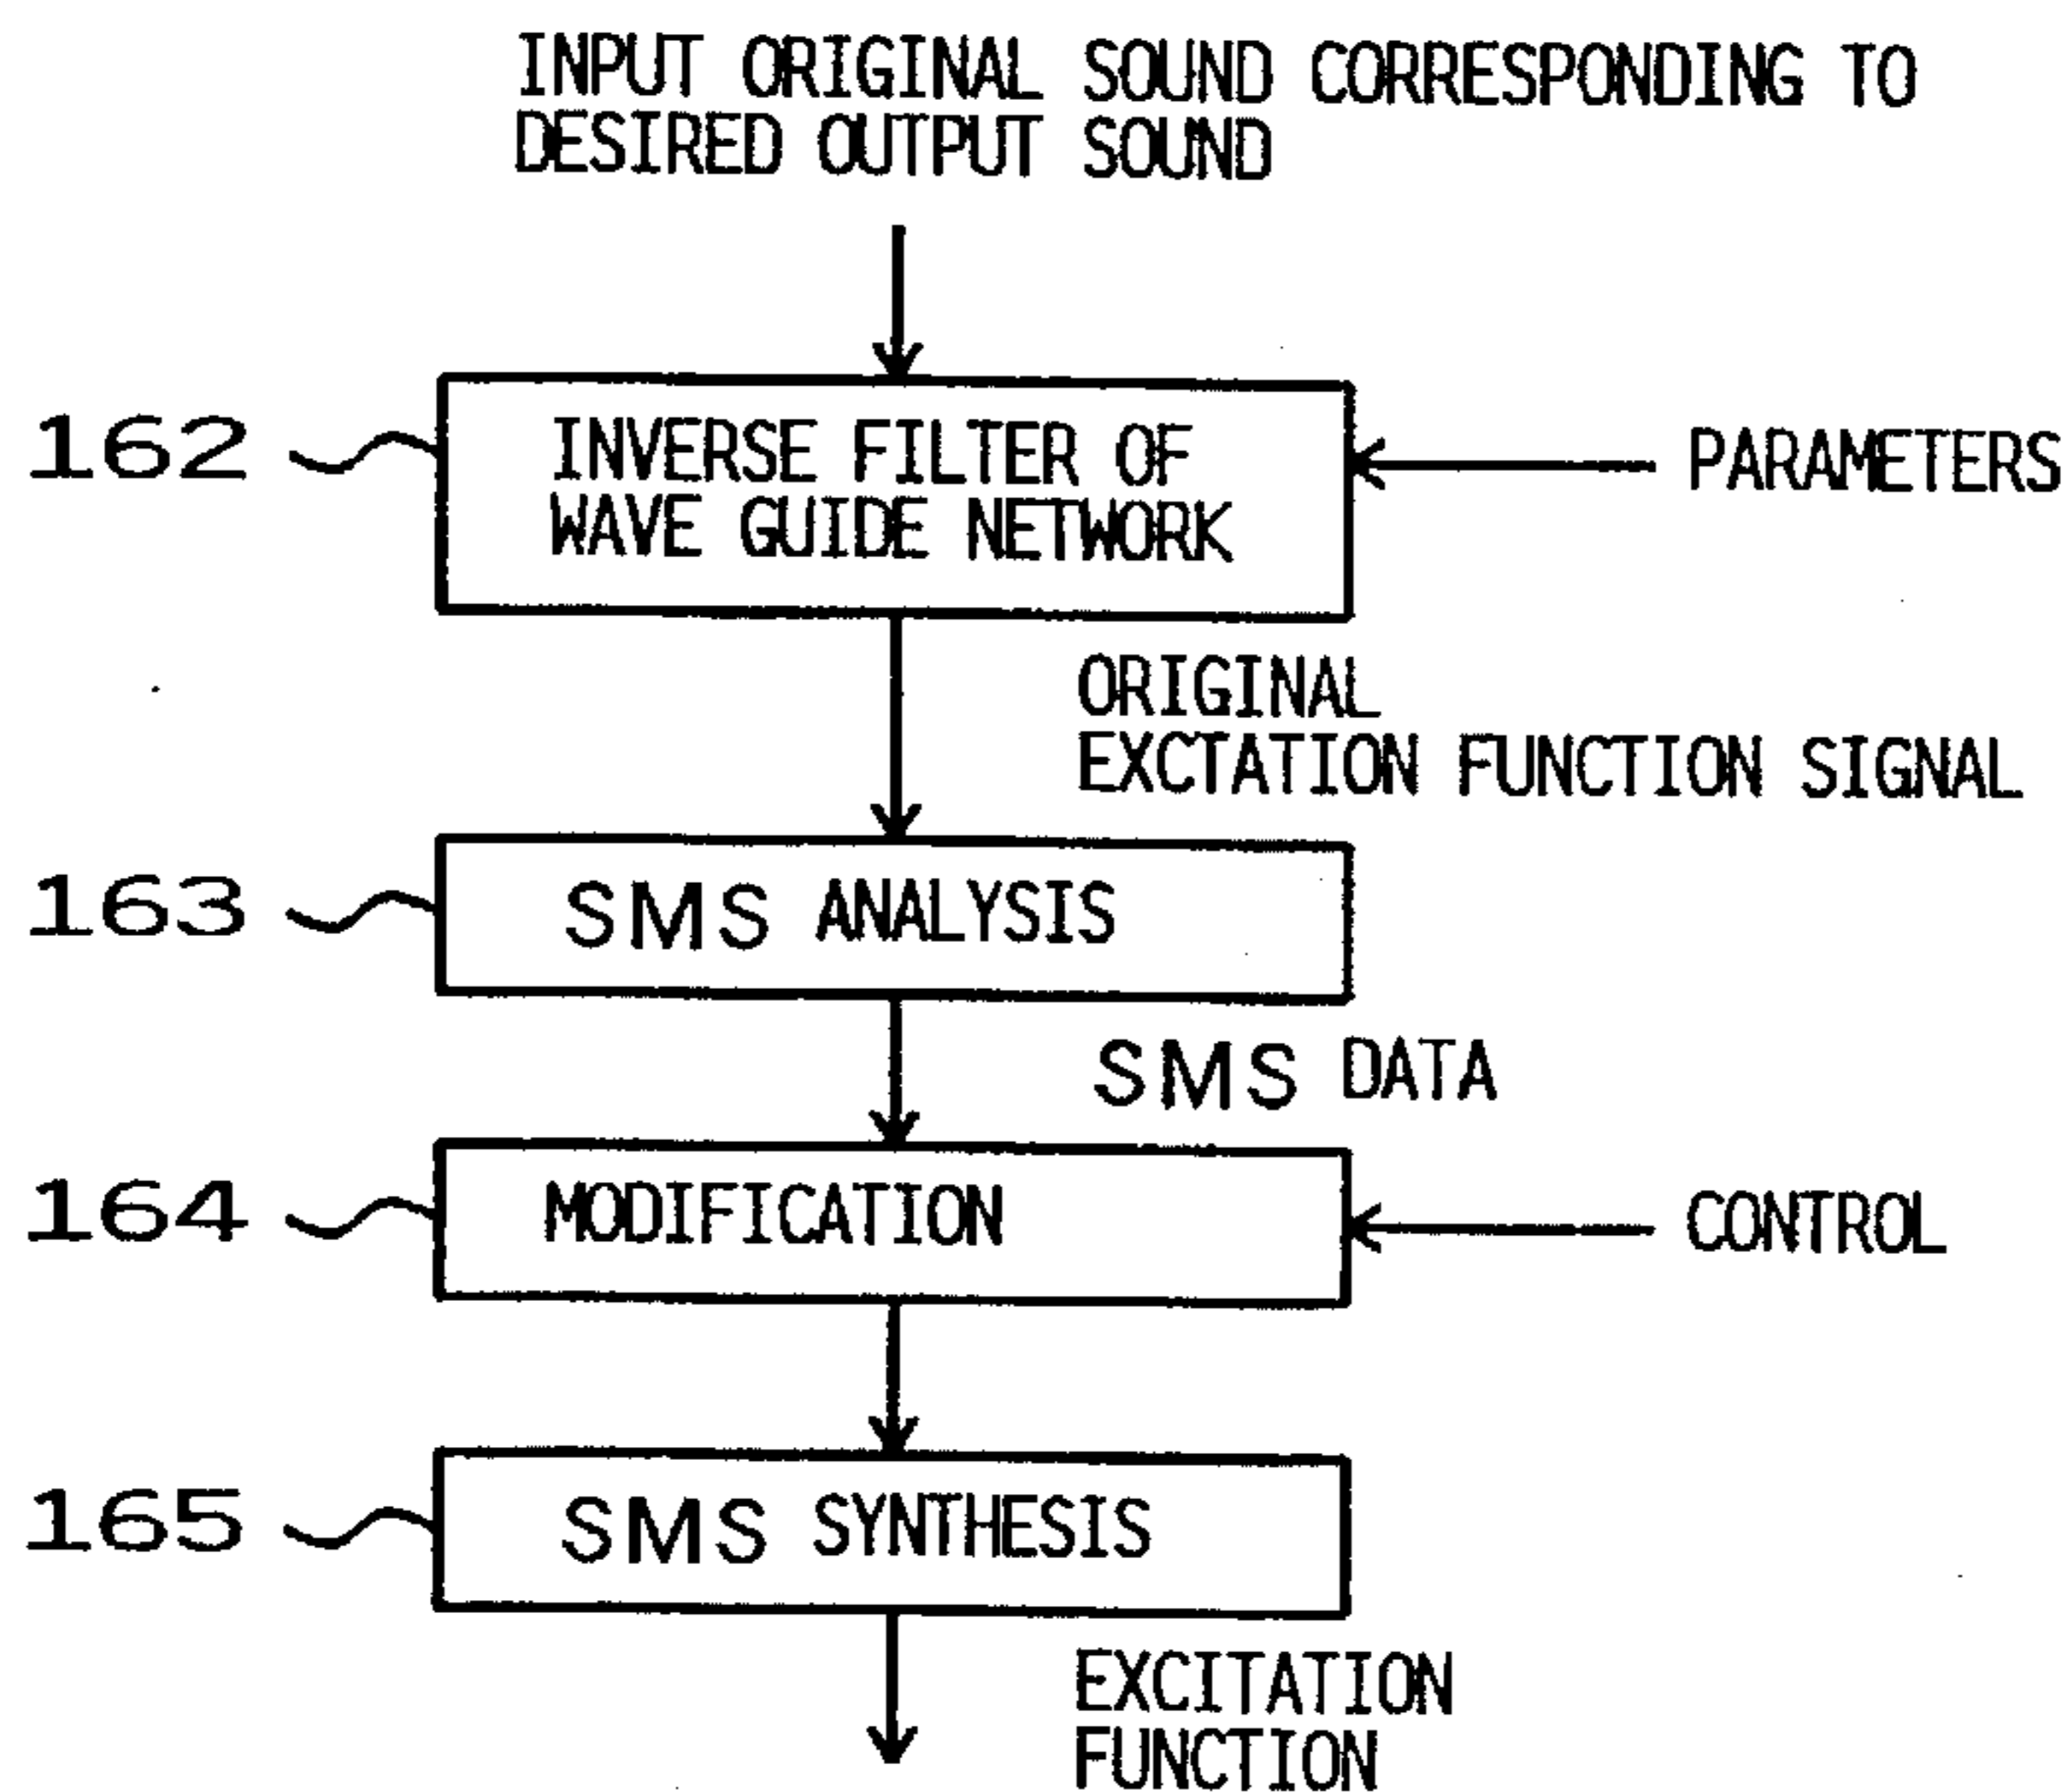 INPUT ORIGINAL SOUND CORRESPONDING TO
DESIRED OUTPUT SOUND
162
INVERSE FILTER OF
WAVE GUIDE NETWORK
PARAMETERS
ORIGINAL
EXCTATION FUNCTION SIGNAL
163
SMS ANALYSIS
SMS DATA
164
MODIFICATION
CONTROL
165
SMS SYNTHESIS
EXCITATION
FUNCTION